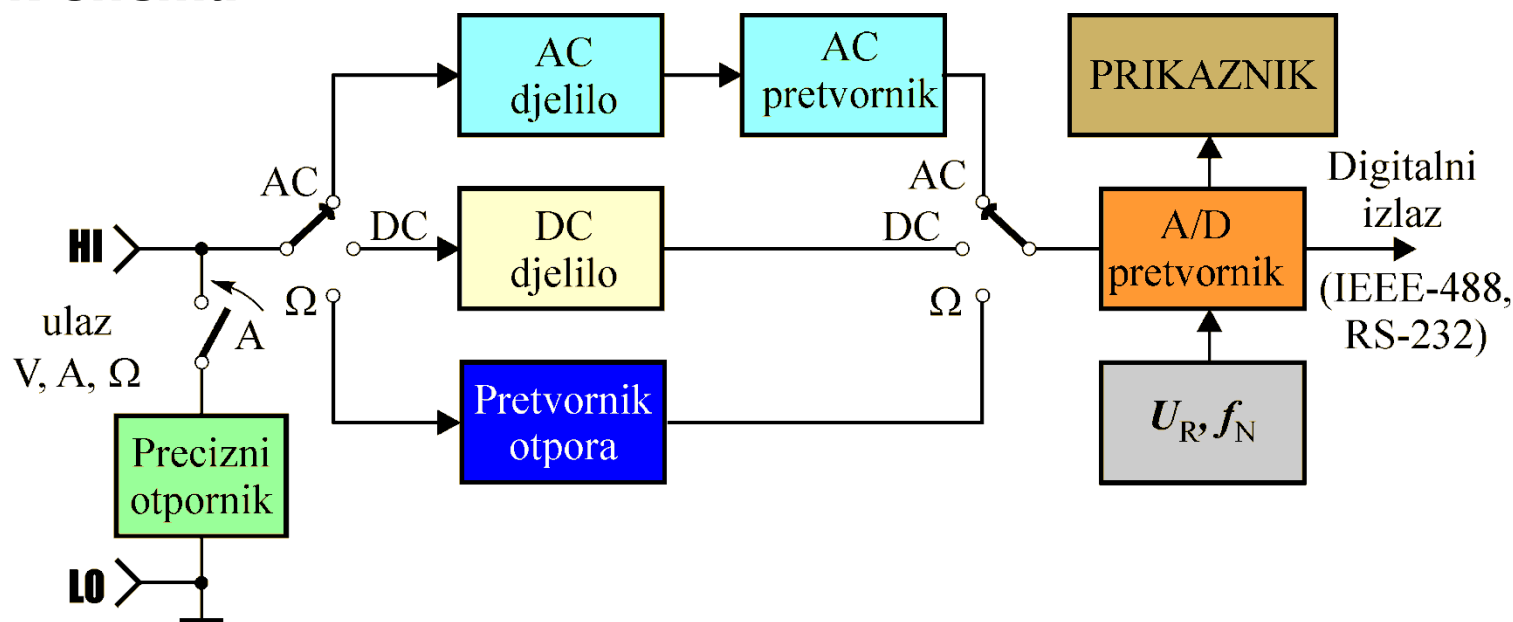 AC
djelilo
AC
pretvornik
PRIKAZNIK
AC
DC
DC
djelilo
AC
DC
A/D
pretvornik
Digitalni
izlaz
(IEEE-488,
RS-232)
HI
A
Ω
Ω
ulaz
V, A, Ω
Pretvornik
otpora
U_R, f_N
Precizni
otpornik
LO